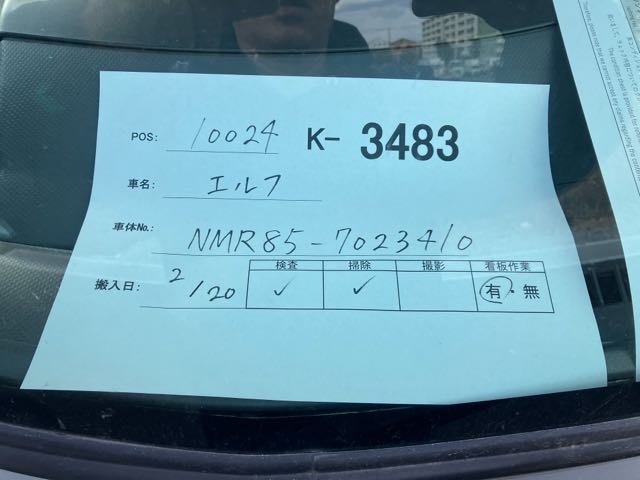 POS: 10024 K- 3483
車名: エルフ
車体No.: NMR85-7023410
搬入日: 2/20
検査 掃除 撮影 看板作業
✓ ✓ 有・無